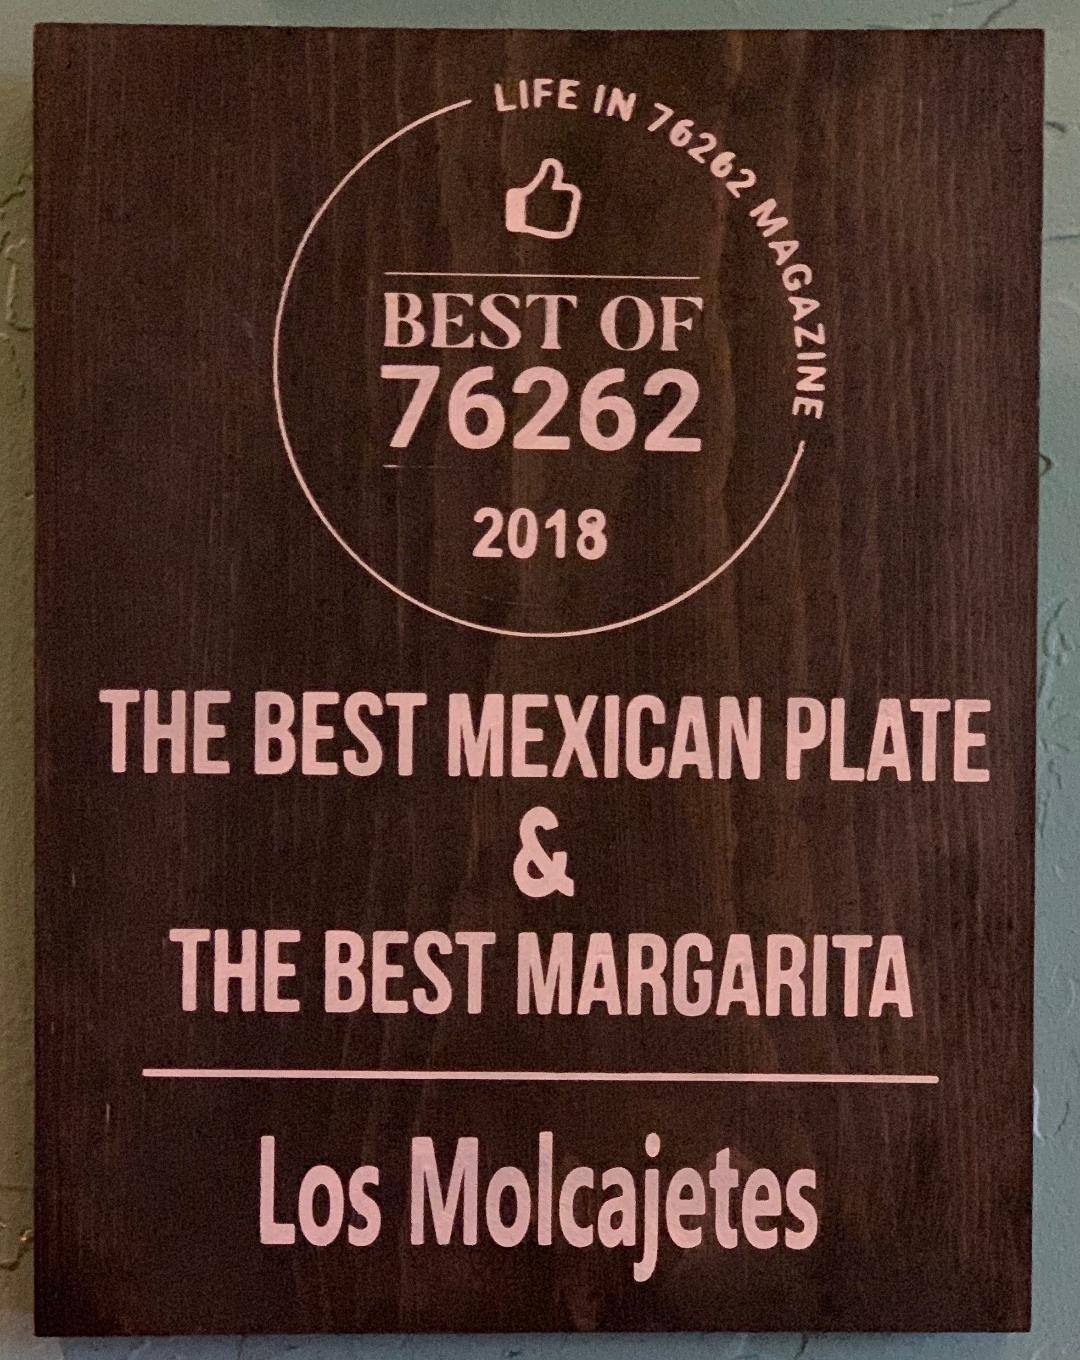 LIFE IN 76262 MAGAZINE
BEST OF
76262
2018
THE BEST MEXICAN PLATE
&
THE BEST MARGARITA
Los Molcajetes